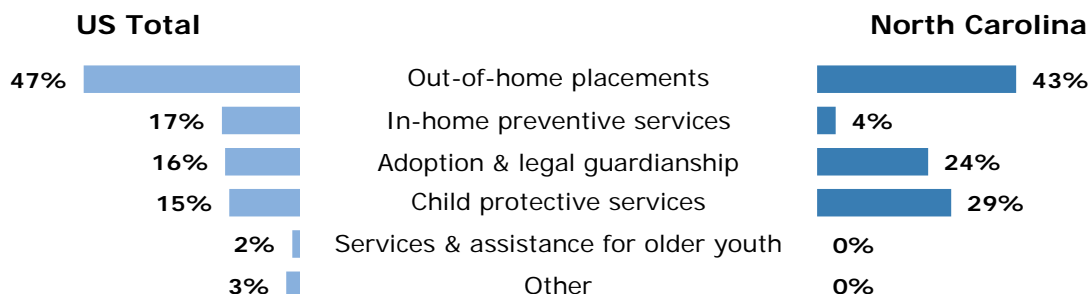 US Total North Carolina
47% Out-of-home placements 43%
17% In-home preventive services 4%
16% Adoption & legal guardianship 24%
15% Child protective services 29%
2% Services & assistance for older youth 0%
3% Other 0%